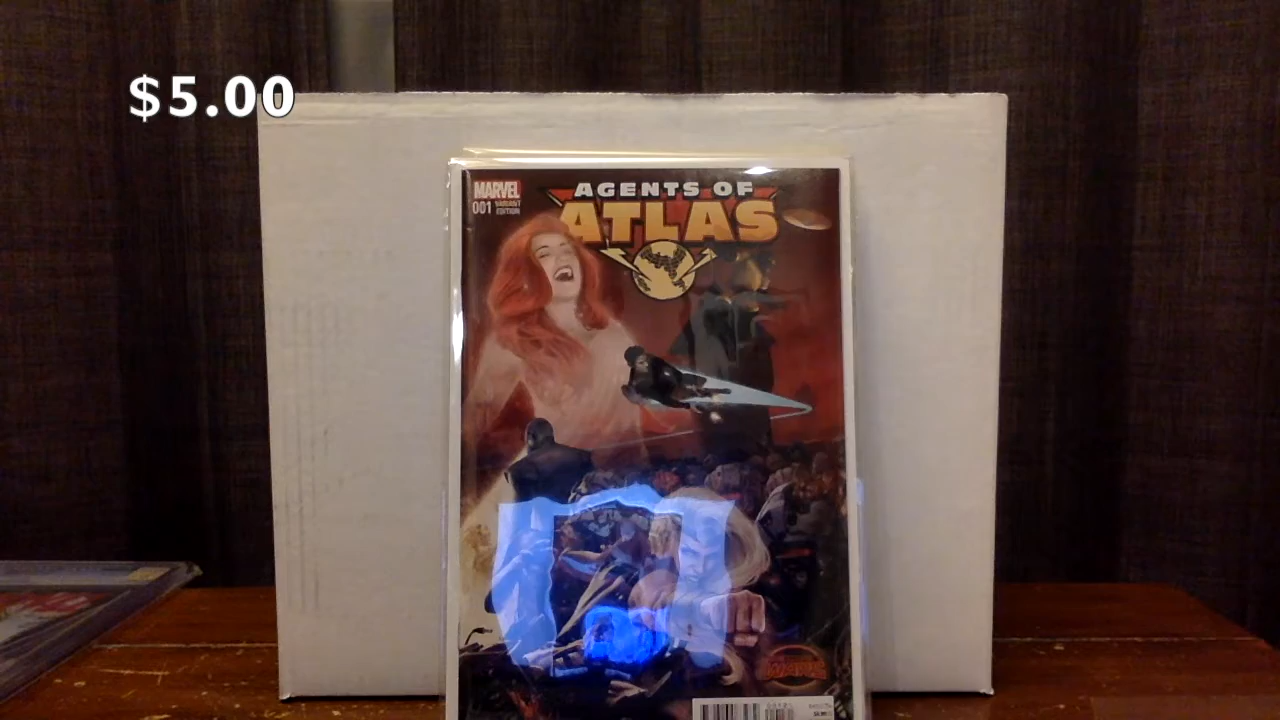 $5.00
MARVEL
001 VARIANT
EDITION
AGENTS OF
ATLAS